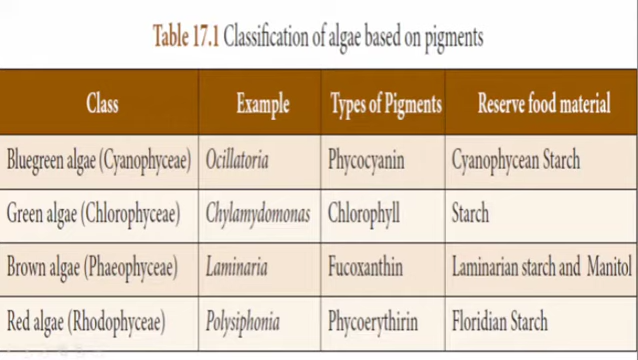 Table 17.1 Classification of algae based on pigments
Class Example Types of Pigments Reserve food material
Bluegreen algae (Cyanophyceae) Ocillatoria Phycocyanin Cyanophycean Starch
Green algae (Chlorophyceae) Chylamydomonas Chlorophyll Starch
Brown algae (Phaeophyceae) Laminaria Fucoxanthin Laminarian starch and Manitol
Red algae (Rhodophyceae) Polysiphonia Phycoerythirin Floridian Starch